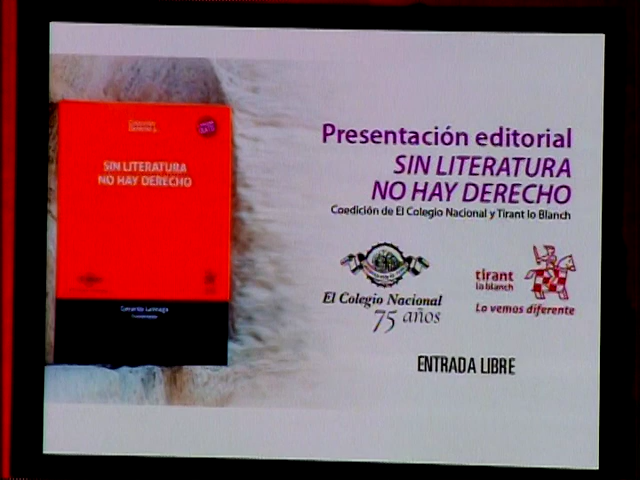 SIN LITERATURA
NO HAY DERECHO
Presentación editorial
SIN LITERATURA
NO HAY DERECHO
Coedición de El Colegio Nacional y Tirant lo Blanch
El Colegio Nacional
75 años
tirant
lo blanch
Lo vemos diferente
ENTRADA LIBRE